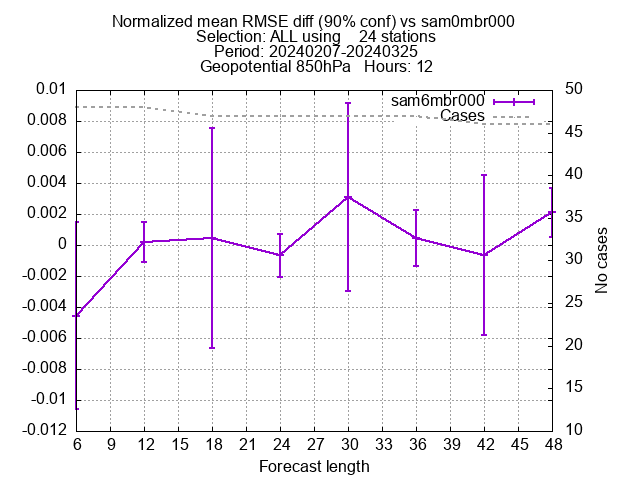 Normalized mean RMSE diff (90% conf) vs sam0mbr000
Selection: ALL using    24 stations
Period: 20240207-20240325
Geopotential 850hPa   Hours: 12
0.01
0.008
0.006
0.004
0.002
0
-0.002
-0.004
-0.006
-0.008
-0.01
-0.012
sam6mbr000
Cases
50
45
40
35
30
25
20
15
10
No cases
6 9 12 15 18 21 24 27 30 33 36 39 42 45 48
Forecast length